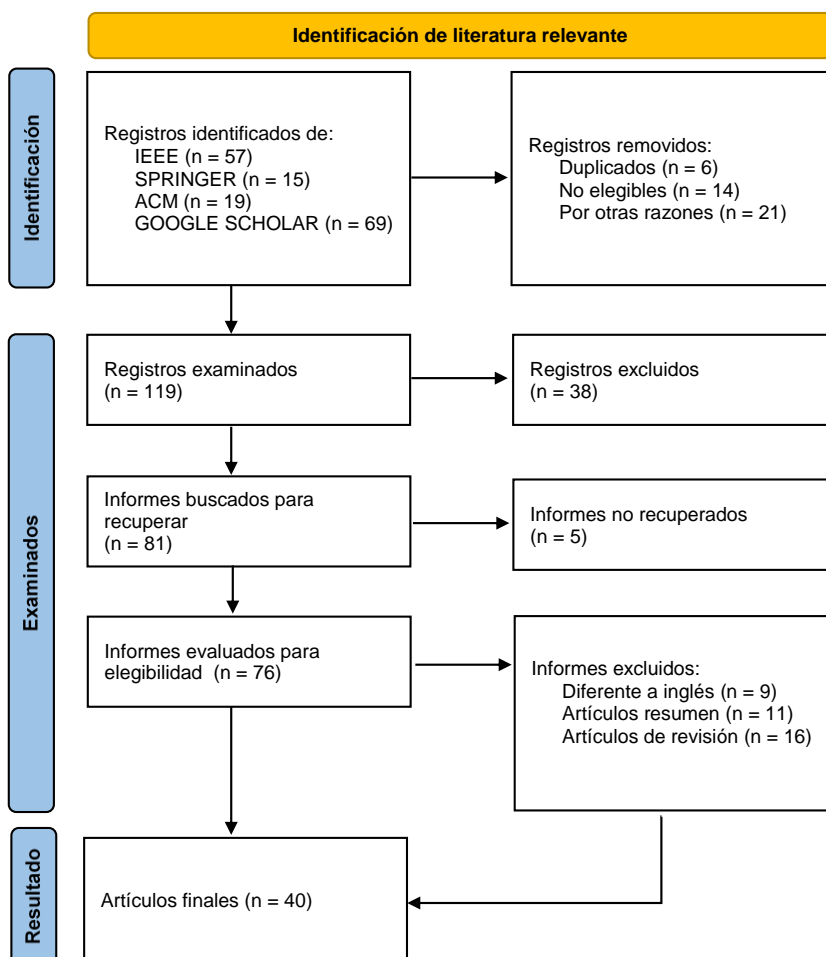 Identificación de literatura relevante
Identificación
Registros identificados de:
IEEE (n = 57)
SPRINGER (n = 15)
ACM (n = 19)
GOOGLE SCHOLAR (n = 69)
Registros removidos:
Duplicados (n = 6)
No elegibles (n = 14)
Por otras razones (n = 21)
Examinados
Registros examinados
(n = 119)
Registros excluidos
(n = 38)
Informes buscados para
recuperar
(n = 81)
Informes no recuperados
(n = 5)
Informes evaluados para
elegibilidad (n = 76)
Informes excluidos:
Diferente a inglés (n = 9)
Artículos resumen (n = 11)
Artículos de revisión (n = 16)
Resultado
Artículos finales (n = 40)